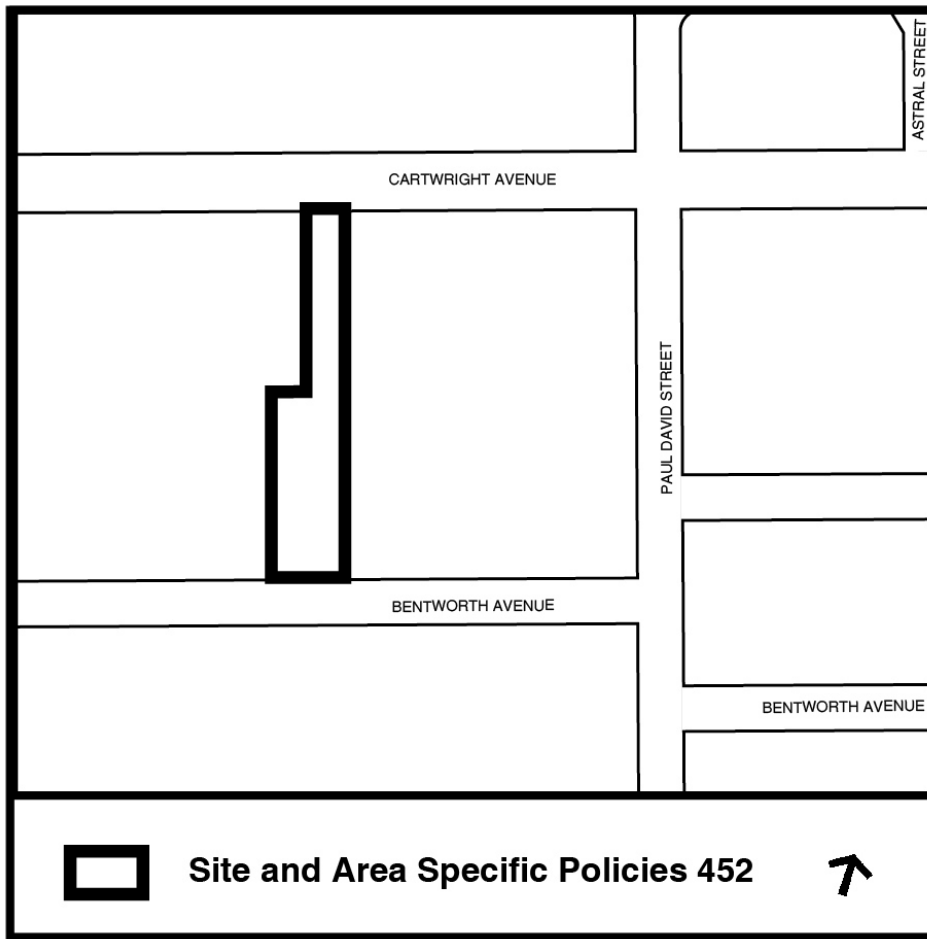 ASTRAL STREET
CARTWRIGHT AVENUE
PAUL DAVID STREET
BENTWORTH AVENUE
BENTWORTH AVENUE
Site and Area Specific Policies 452